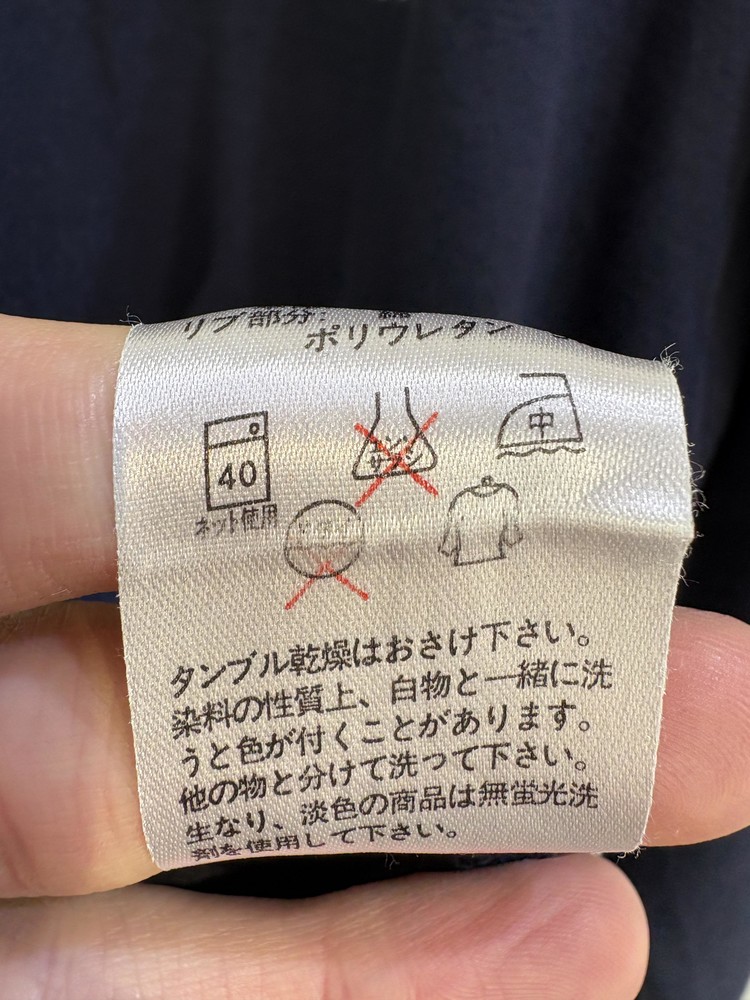 リブ部分:
ポリウレタン
中
40
ネット使用
タンブル乾燥はおさけ下さい。
染料の性質上、白物と一緒に洗
うと色が付くことがあります。
他の物と分けて洗って下さい。
生なり、淡色の商品は無蛍光洗
剤を使用して下さい。